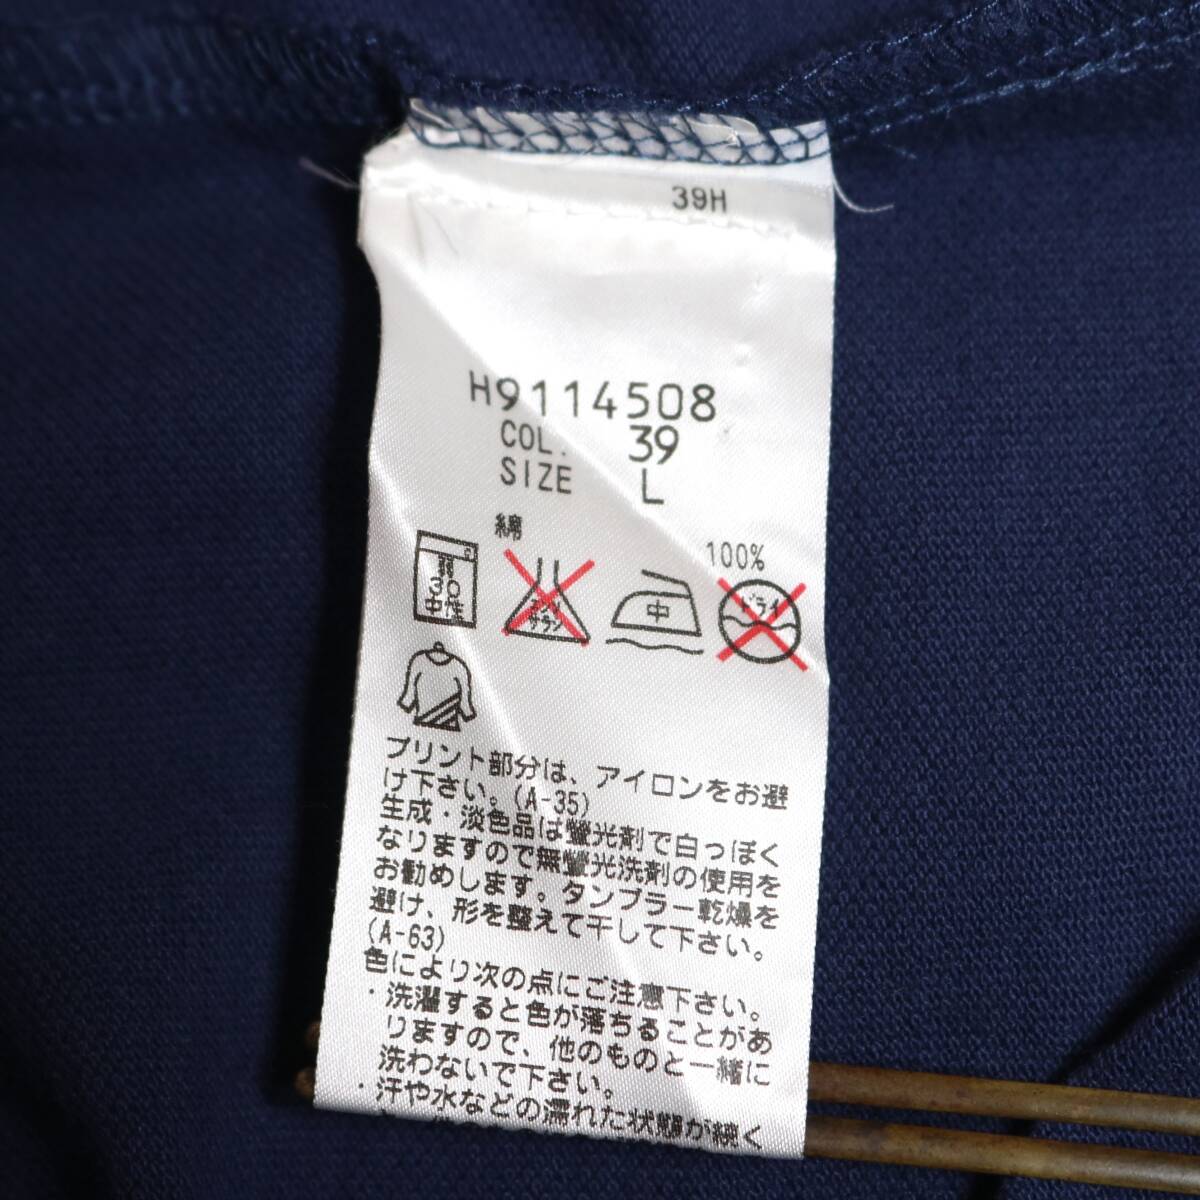 39H
H9114508
COL. 39
SIZE L
綿 100%
弱
30
中性
エンソ
サラシ
中
ドライ
プリント部分は、アイロンをお避
け下さい。(A-35)
生成・淡色品は螢光剤で白っぽく
なりますので無螢光洗剤の使用を
お勧めします。タンブラー乾燥を
避け、形を整えて干して下さい。
(A-63)
色により次の点にご注意下さい。
・洗濯すると色が落ちることがあ
りますので、他のものと一緒に
洗わないで下さい。
・汗や水などの濡れた状態が続く